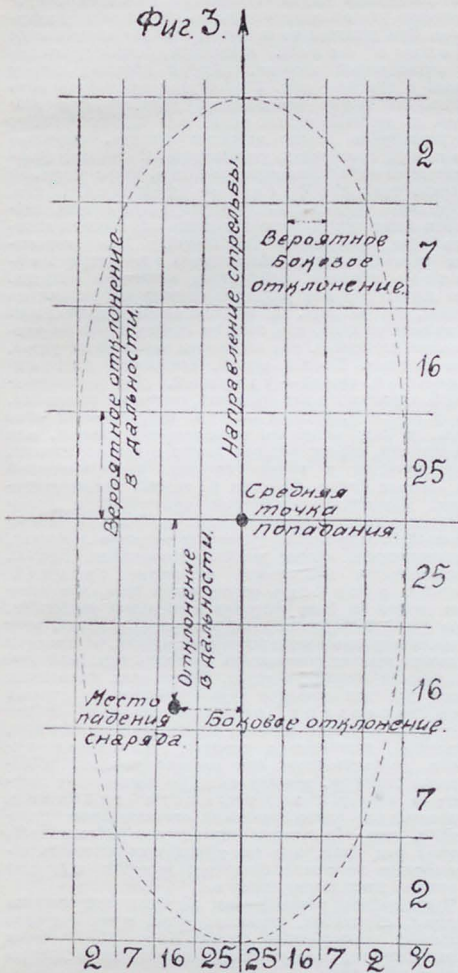 Фиг. 3.
2
7
16
25
25
16
7
2
Направление стрельбы.
Вероятное
боковое
отклонение.
Вероятное отклонение
в дальности.
Средняя
точка
попадания.
Отклонение
в дальности.
Место
падения
снаряда.
Боковое отклонение.
2 7 16 25 25 16 7 2 %